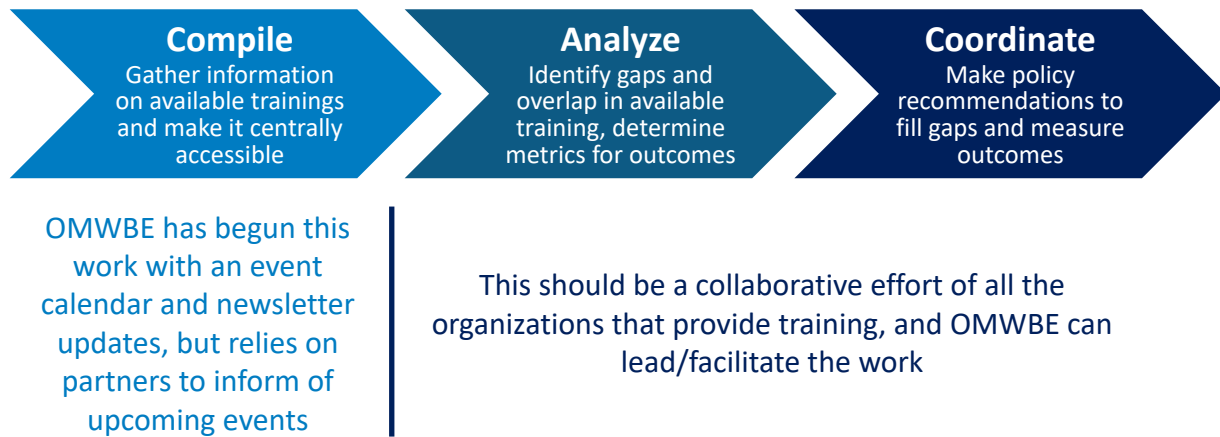 Compile
Gather information
on available trainings
and make it centrally
accessible
Analyze
Identify gaps and
overlap in available
training, determine
metrics for outcomes
Coordinate
Make policy
recommendations to
fill gaps and measure
outcomes
OMWBE has begun this
work with an event
calendar and newsletter
updates, but relies on
partners to inform of
upcoming events
This should be a collaborative effort of all the
organizations that provide training, and OMWBE can
lead/facilitate the work